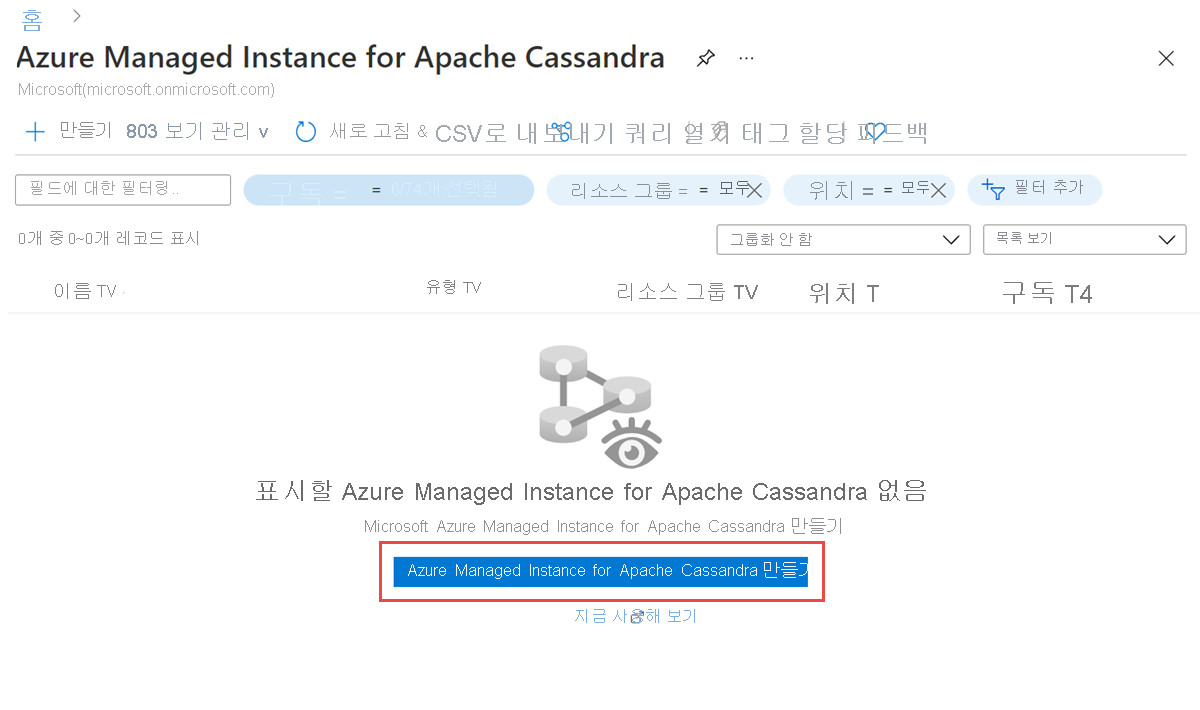 홈
Azure Managed Instance for Apache Cassandra ...
Microsoft(microsoft.onmicrosoft.com)
만들기 803 보기 관리 v 새로 고침 & CSV로 내보내기 쿼리 열기 태그 할당 피드백
필드에 대한 필터링.. 구독 = = 8/74개 선택됨 리소스 그룹 = = 모두 위치 = = 모두 필터 추가
0개 중 0~0개 레코드 표시 그룹화 안 함 목록 보기
이름 TV 유형 TV 리소스 그룹 TV 위치 T 구독 T4
표시할 Azure Managed Instance for Apache Cassandra 없음
Microsoft Azure Managed Instance for Apache Cassandra 만들기
Azure Managed Instance for Apache Cassandra 만들기
지금 사용해 보기